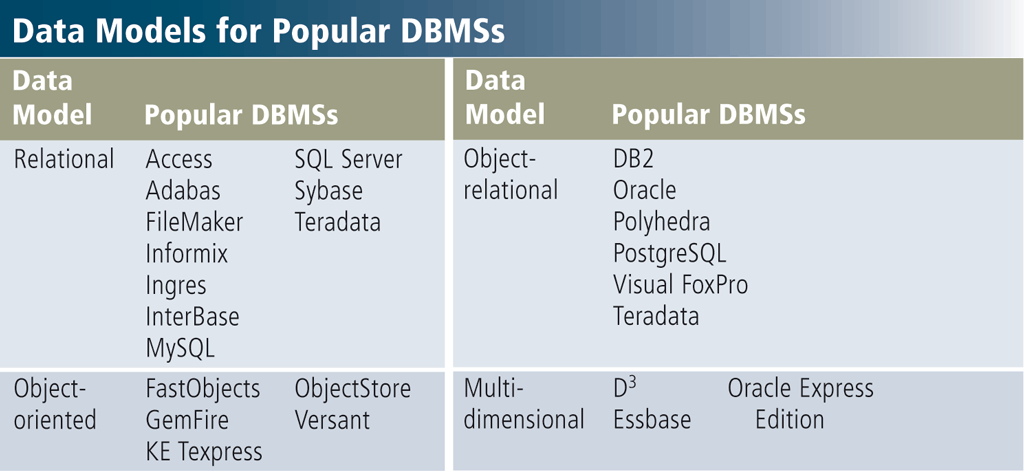 Data Models for Popular DBMSs
Data
Model Popular DBMSs
Relational Access SQL Server
Adabas Sybase
FileMaker Teradata
Informix
Ingres
InterBase
MySQL
Object-
oriented FastObjects ObjectStore
GemFire Versant
KE Texpress
Data
Model Popular DBMSs
Object-
relational DB2
Oracle
Polyhedra
PostgreSQL
Visual FoxPro
Teradata
Multi-
dimensional D³ Oracle Express
Essbase Edition